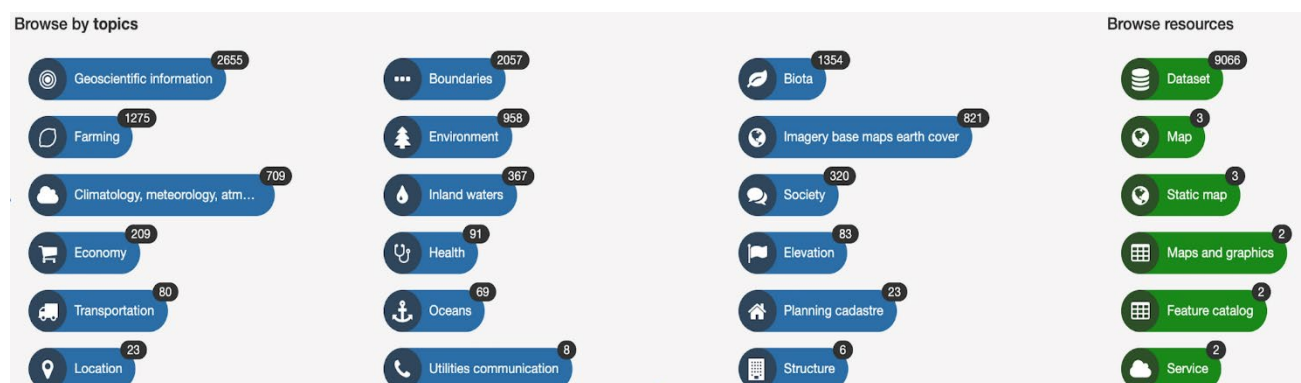 Browse by topics
Browse resources
2655
Geoscientific information
2057
Boundaries
1354
Biota
9066
Dataset
1275
Farming
958
Environment
821
Imagery base maps earth cover
3
Map
709
Climatology, meteorology, atm...
367
Inland waters
320
Society
3
Static map
209
Economy
91
Health
83
Elevation
2
Maps and graphics
80
Transportation
69
Oceans
23
Planning cadastre
2
Feature catalog
23
Location
8
Utilities communication
6
Structure
2
Service